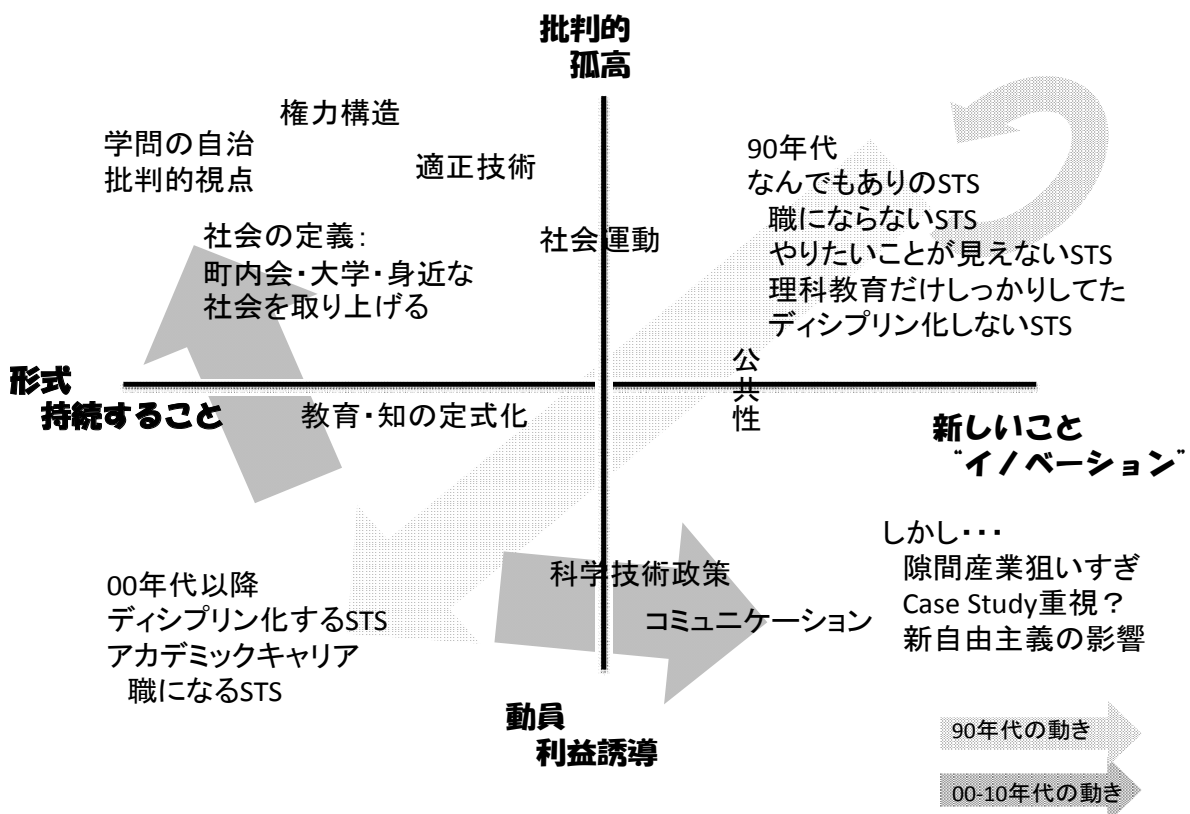 批判的
孤高
権力構造
学問の自治
批判的視点
適正技術
社会の定義：
町内会・大学・身近な
社会を取り上げる
社会運動
90年代
なんでもありのSTS
職にならないSTS
やりたいことが見えないSTS
理科教育だけしっかりしてた
ディシプリン化しないSTS
公共性
形式
持続すること
教育・知の定式化
新しいこと
“イノベーション”
00年代以降
ディシプリン化するSTS
アカデミックキャリア
職になるSTS
科学技術政策
コミュニケーション
しかし・・・
隙間産業狙いすぎ
Case Study重視？
新自由主義の影響
動員
利益誘導
90年代の動き
00-10年代の動き